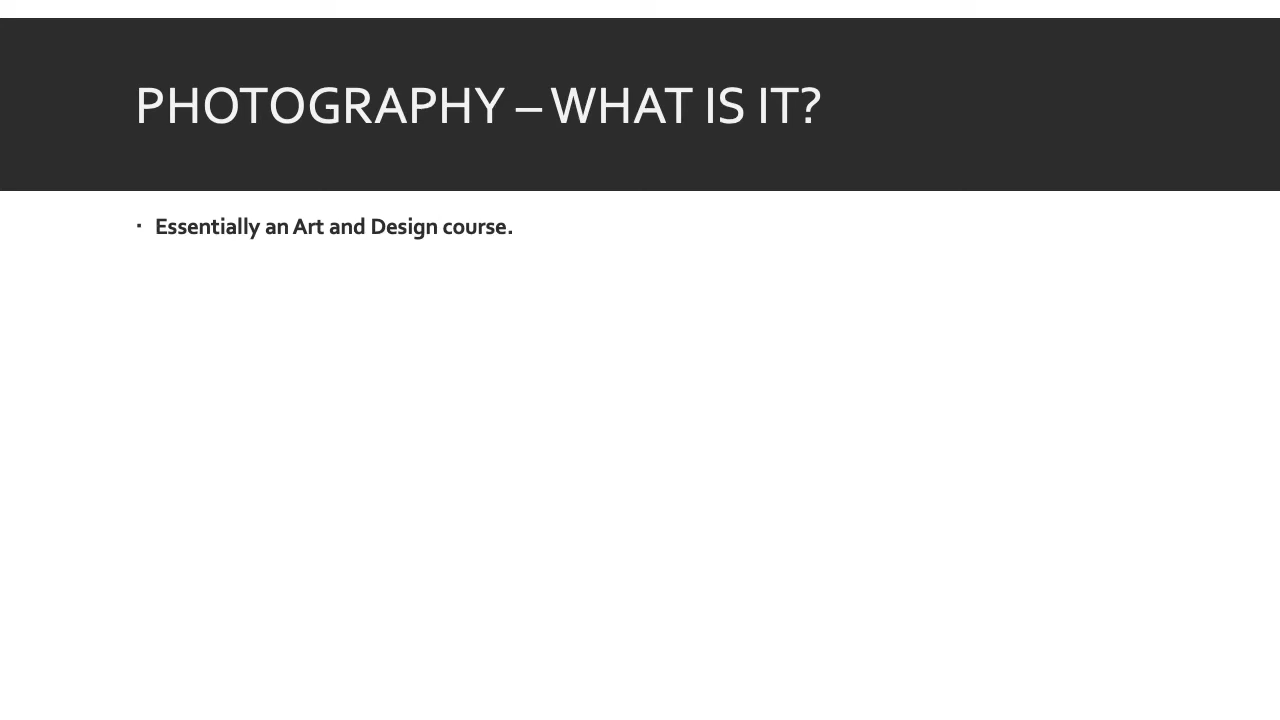 PHOTOGRAPHY – WHAT IS IT?
▪ Essentially an Art and Design course.